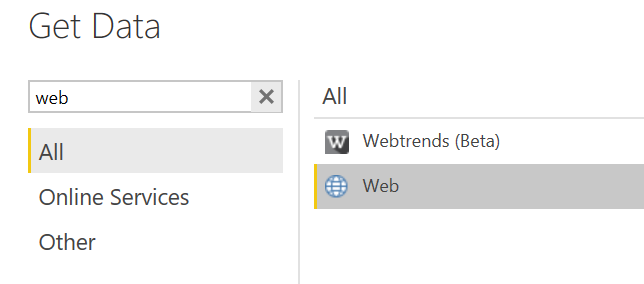 Get Data
web
All
Online Services
Other
All
W Webtrends (Beta)
Web